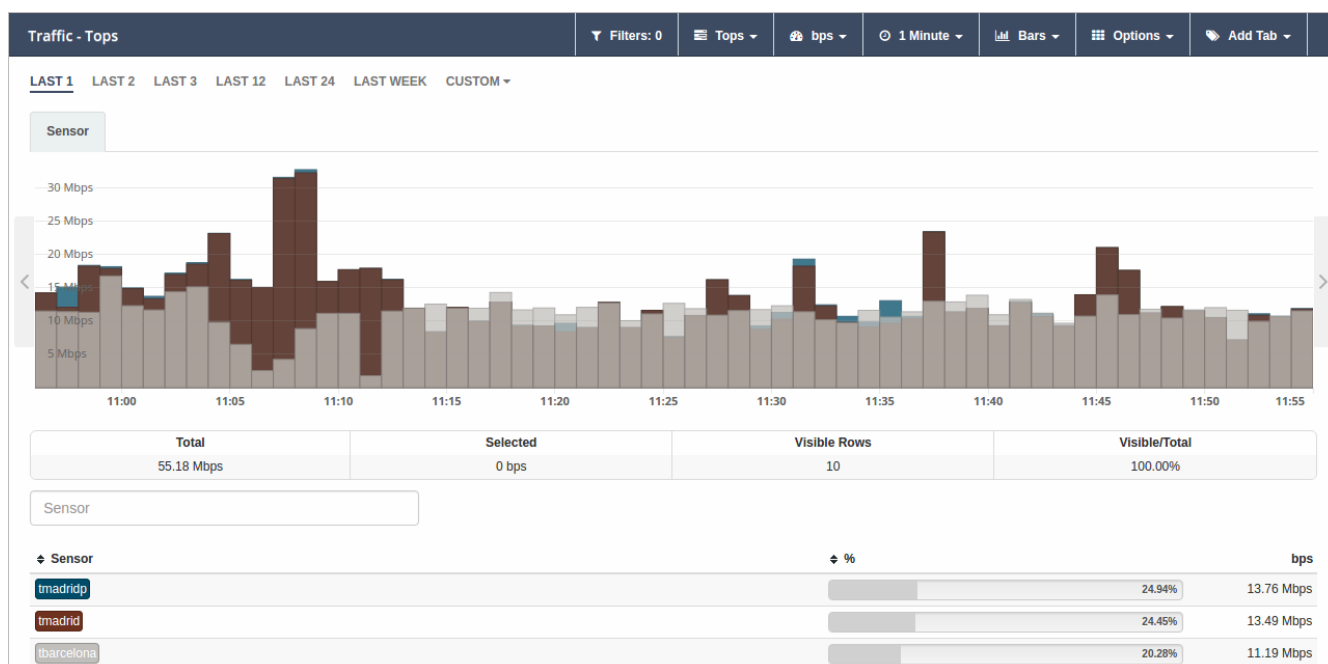 Traffic - Tops Filters: 0 Tops bps 1 Minute Bars Options Add Tab
LAST 1 LAST 2 LAST 3 LAST 12 LAST 24 LAST WEEK CUSTOM
Sensor
30 Mbps
25 Mbps
20 Mbps
15 Mbps
10 Mbps
5 Mbps
11:00 11:05 11:10 11:15 11:20 11:25 11:30 11:35 11:40 11:45 11:50 11:55
Total Selected Visible Rows Visible/Total
55.18 Mbps 0 bps 10 100.00%
Sensor
Sensor % bps
tmadridp 24.94% 13.76 Mbps
tmadrid 24.45% 13.49 Mbps
tbarcelona 20.28% 11.19 Mbps